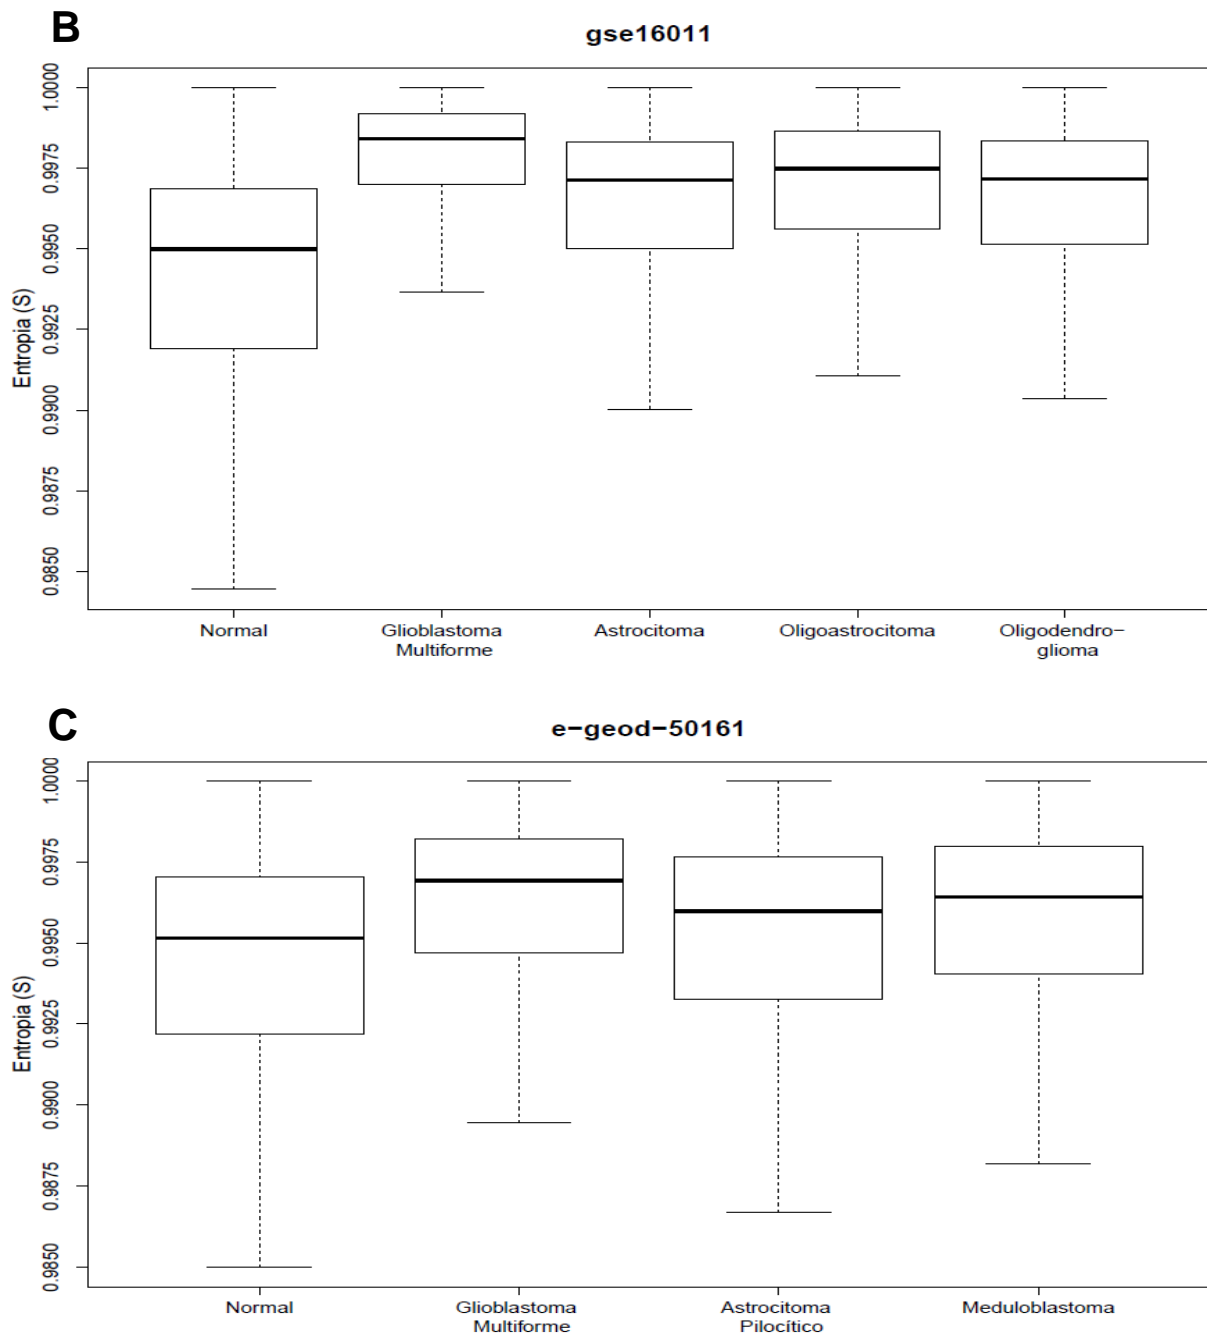 B
gse16011
Entropia (S)
1.0000
0.9975
0.9950
0.9925
0.9900
0.9875
0.9850
Normal
Glioblastoma
Multiforme
Astrocitoma
Oligoastrocitoma
Oligodendro−
glioma
C
e−geod−50161
Entropia (S)
1.0000
0.9975
0.9950
0.9925
0.9900
0.9875
0.9850
Normal
Glioblastoma
Multiforme
Astrocitoma
Pilocítico
Meduloblastoma